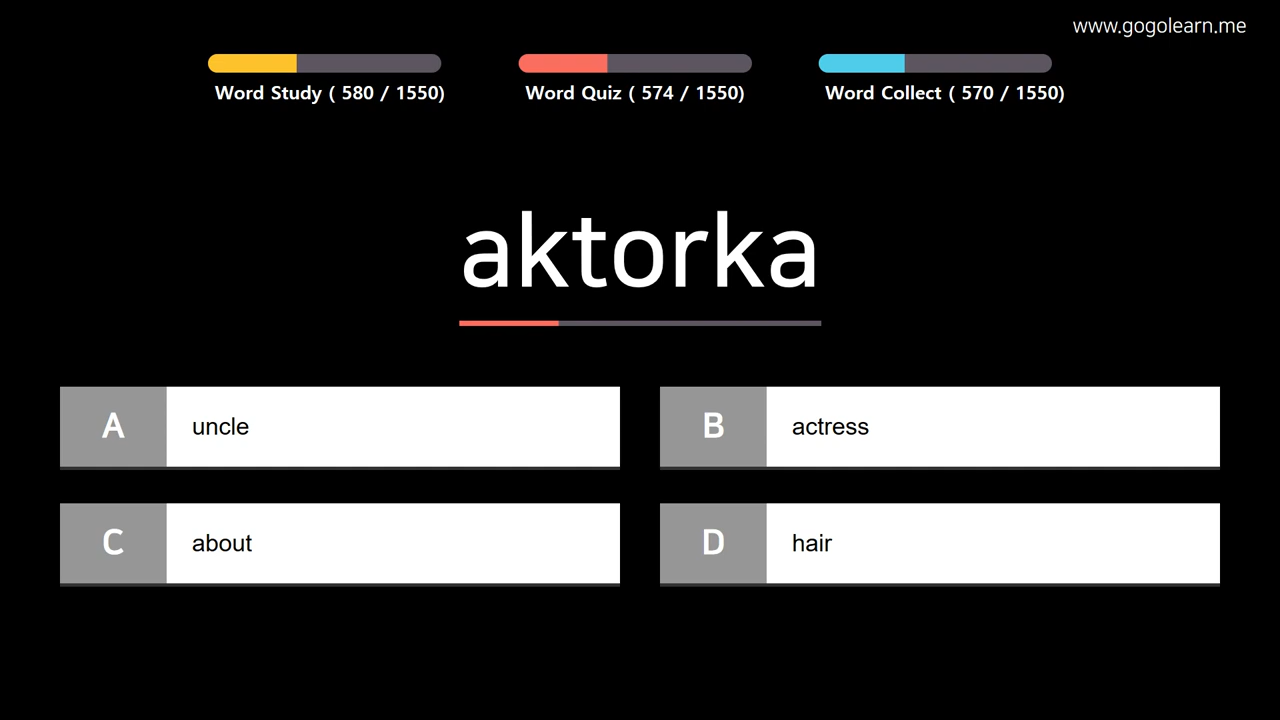 www.gogolearn.me
Word Study ( 580 / 1550)
Word Quiz ( 574 / 1550)
Word Collect ( 570 / 1550)
aktorka
A uncle
B actress
C about
D hair